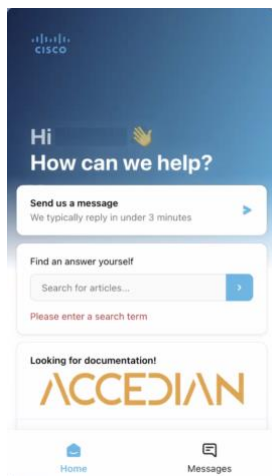 CISCO
Hi 👋
How can we help?
Send us a message
We typically reply in under 3 minutes
Find an answer yourself
Search for articles...
Please enter a search term
Looking for documentation!
ACCEDIAN
Home
Messages